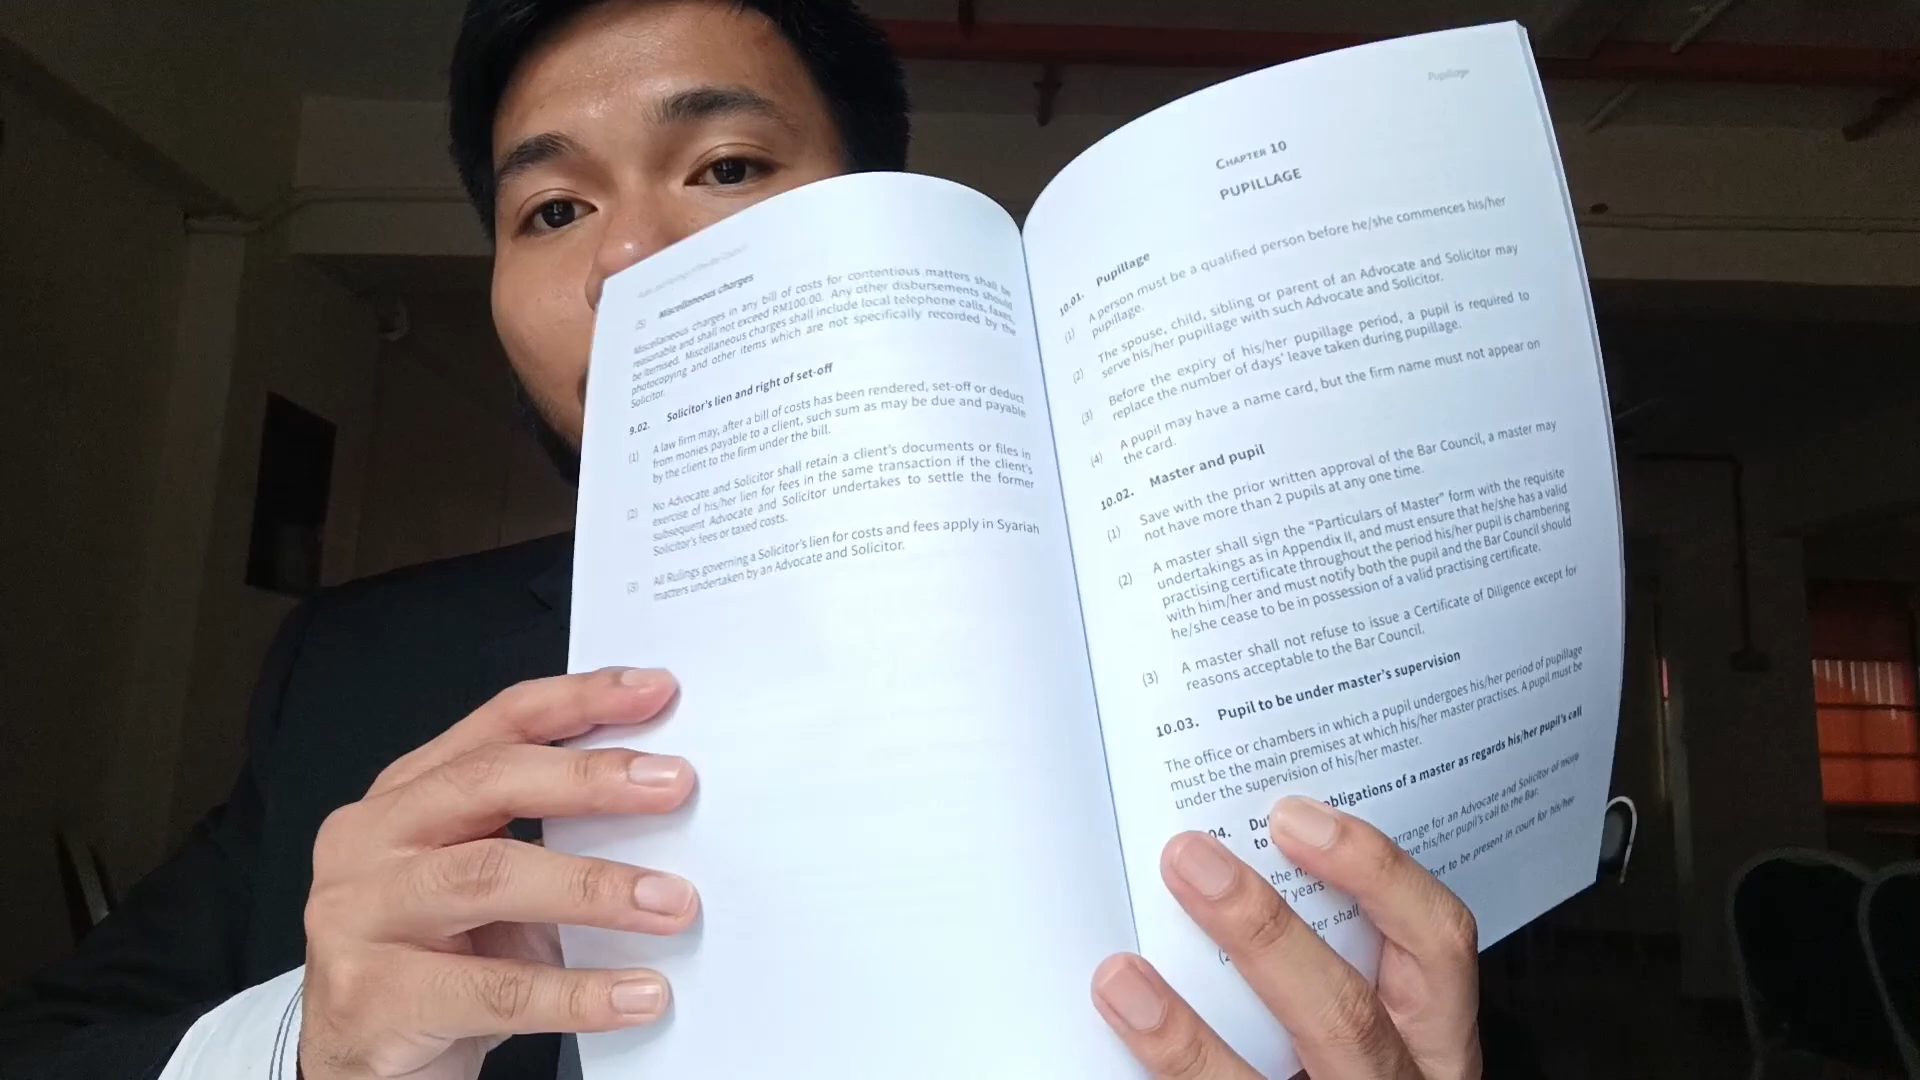 (5) Miscellaneous charges
Miscellaneous charges in any bill of costs for contentious matters shall be
reasonable and shall not exceed RM100.00. Any other disbursements should
be itemised. Miscellaneous charges shall include local telephone calls, faxes,
photocopying and other items which are not specifically recorded by the
Solicitor.
9.02. Solicitor's lien and right of set-off
(1) A law firm may, after a bill of costs has been rendered, set-off or deduct
from monies payable to a client, such sum as may be due and payable
by the client to the firm under the bill.
(2) No Advocate and Solicitor shall retain a client's documents or files in
exercise of his/her lien for fees in the same transaction if the client's
subsequent Advocate and Solicitor undertakes to settle the former
Solicitor's fees or taxed costs.
(3) All Rulings governing a Solicitor's lien for costs and fees apply in Syariah
matters undertaken by an Advocate and Solicitor.
Pupillage
CHAPTER 10
PUPILLAGE
10.01. Pupillage
(1) A person must be a qualified person before he/she commences his/her
pupillage.
(2) The spouse, child, sibling or parent of an Advocate and Solicitor may
serve his/her pupillage with such Advocate and Solicitor.
(3) Before the expiry of his/her pupillage period, a pupil is required to
replace the number of days' leave taken during pupillage.
(4) A pupil may have a name card, but the firm name must not appear on
the card.
10.02. Master and pupil
(1) Save with the prior written approval of the Bar Council, a master may
not have more than 2 pupils at any one time.
(2) A master shall sign the "Particulars of Master" form with the requisite
undertakings as in Appendix II, and must ensure that he/she has a valid
practising certificate throughout the period his/her pupil is chambering
with him/her and must notify both the pupil and the Bar Council should
he/she cease to be in possession of a valid practising certificate.
(3) A master shall not refuse to issue a Certificate of Diligence except for
reasons acceptable to the Bar Council.
10.03. Pupil to be under master's supervision
The office or chambers in which a pupil undergoes his/her period of pupillage
must be the main premises at which his/her master practises. A pupil must be
under the supervision of his/her master.
04. Du obligations of a master as regards his/her pupil's call
to
the m arrange for an Advocate and Solicitor of more
7 years ve his/her pupil's call to the Bar.
(2 ter shall fort to be present in court for his/her